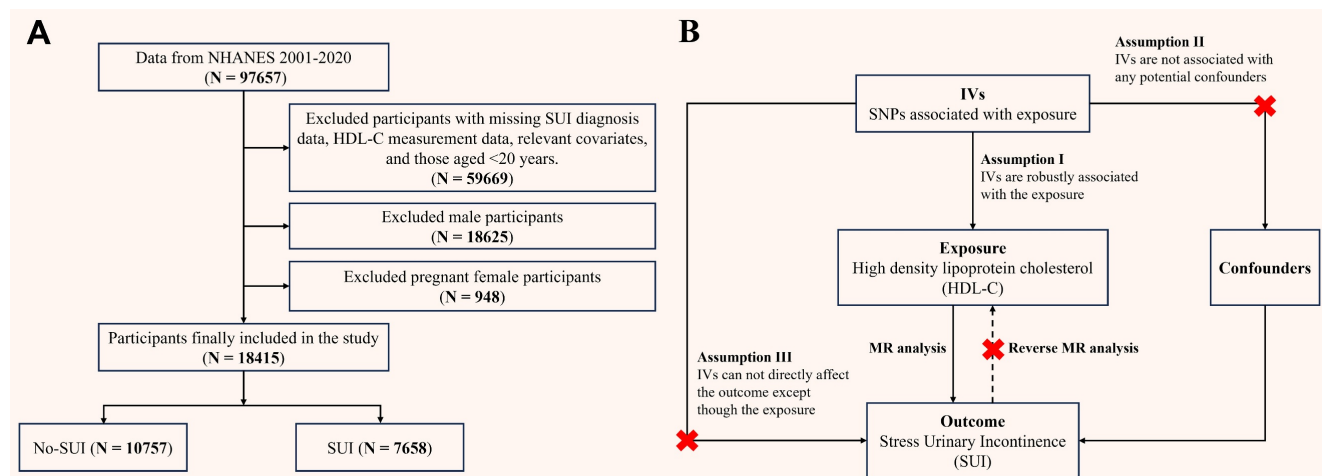 A
Data from NHANES 2001-2020
(N = 97657)
Excluded participants with missing SUI diagnosis
data, HDL-C measurement data, relevant covariates,
and those aged <20 years.
(N = 59669)
Excluded male participants
(N = 18625)
Excluded pregnant female participants
(N = 948)
Participants finally included in the study
(N = 18415)
No-SUI (N = 10757)
SUI (N = 7658)
B
Assumption II
IVs are not associated with
any potential confounders
IVs
SNPs associated with exposure
Assumption I
IVs are robustly associated
with the exposure
Exposure
High density lipoprotein cholesterol
(HDL-C)
Confounders
MR analysis
Reverse MR analysis
Assumption III
IVs can not directly affect
the outcome except
though the exposure
Outcome
Stress Urinary Incontinence
(SUI)